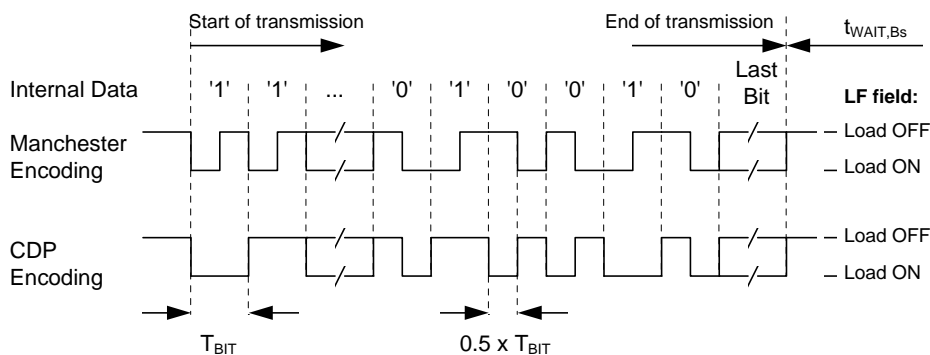 Start of transmission
End of transmission
tWAIT,Bs
Internal Data '1' '1' ... '0' '1' '0' '0' '1' '0' Last Bit
LF field:
Manchester Encoding
Load OFF
Load ON
CDP Encoding
Load OFF
Load ON
TBIT
0.5 x TBIT